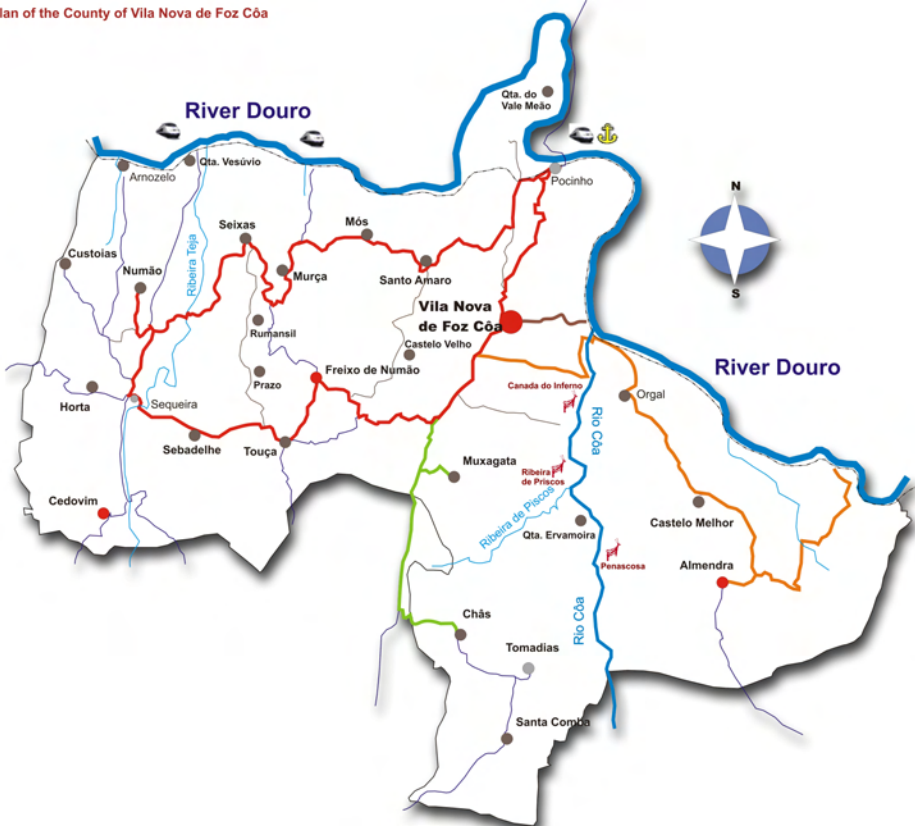 lan of the County of Vila Nova de Foz Côa
Qta. do
Vale Meão
River Douro
Qta. Vesúvio
Arnozelo
Pocinho
N
S
Seixas
Mós
Custoias
Numão
Ribeira Teja
Murça
Santo Amaro
Vila Nova
de Foz Côa
Rumansil
Castelo Velho
Prazo
Freixo de Numão
River Douro
Canada do Inferno
Orgal
Horta
Sequeira
Rio Côa
Sebadelhe
Touça
Muxagata
Ribeira
de Priscos
Cedovim
Ribeira de Piscos
Castelo Melhor
Qta. Ervamoira
Penascosa
Almendra
Rio Côa
Chãs
Tomadias
Santa Comba